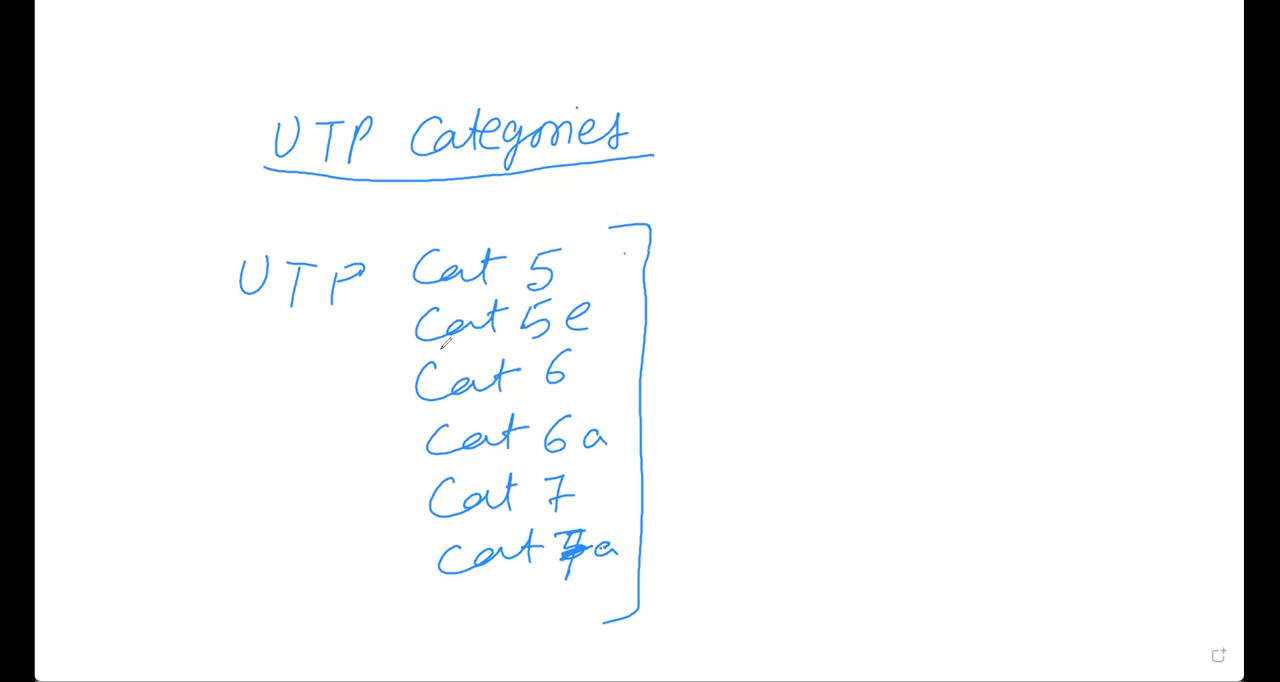 UTP Categories
UTP Cat 5
Cat 5e
Cat 6
Cat 6a
Cat 7
Cat 7a